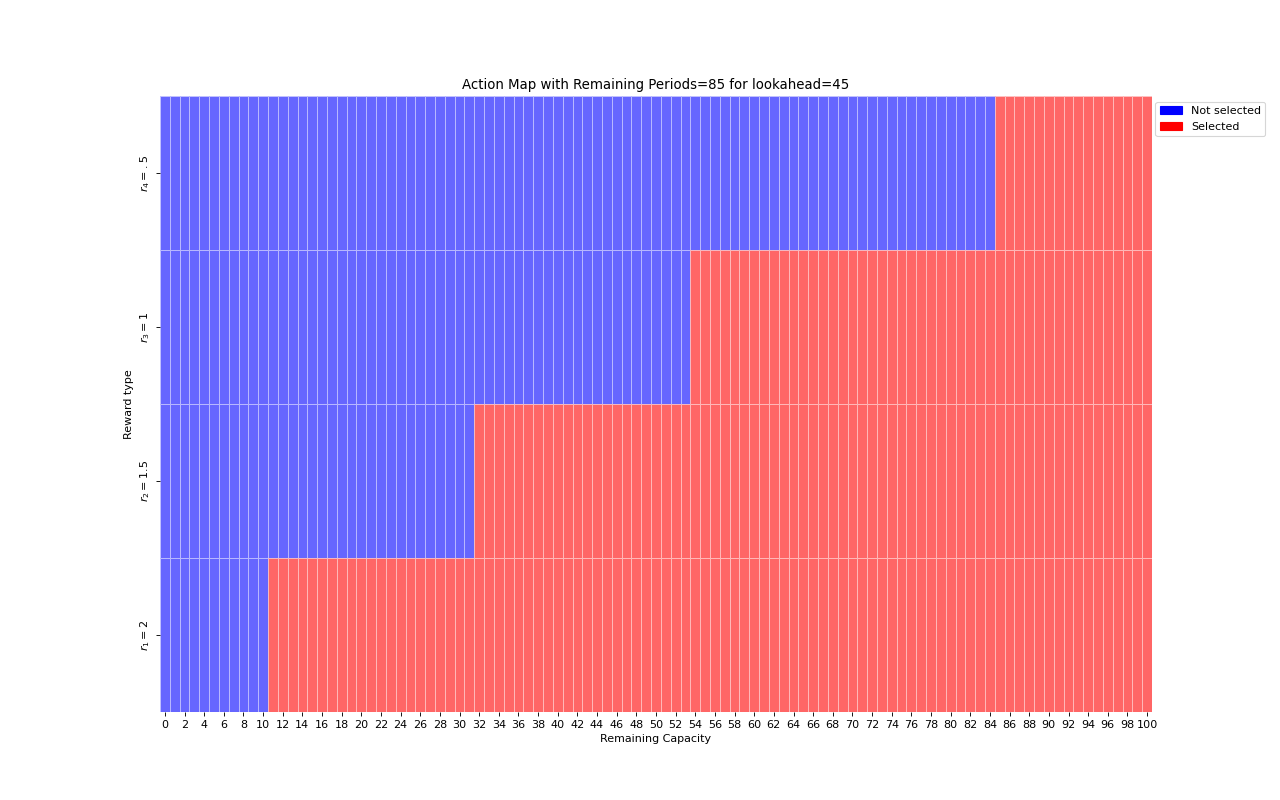 Action Map with Remaining Periods=85 for lookahead=45
Not selected
Selected
Reward type
r₄ = .5
r₃ = 1
r₂ = 1.5
r₁ = 2
0 2 4 6 8 10 12 14 16 18 20 22 24 26 28 30 32 34 36 38 40 42 44 46 48 50 52 54 56 58 60 62 64 66 68 70 72 74 76 78 80 82 84 86 88 90 92 94 96 98 100
Remaining Capacity